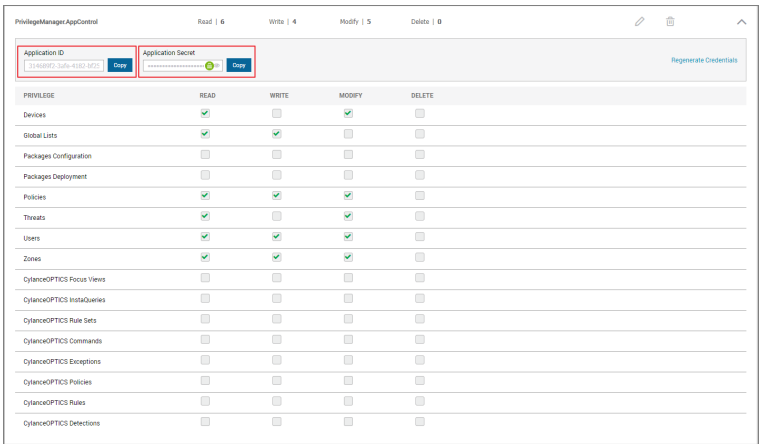 PrivilegeManager.AppControl Read | 6 Write | 4 Modify | 5 Delete | 0
Application ID Application Secret
Copy Copy
Regenerate Credentials
PRIVILEGE READ WRITE MODIFY DELETE
Devices
Global Lists
Packages Configuration
Packages Deployment
Policies
Threats
Users
Zones
CylanceOPTICS Focus Views
CylanceOPTICS InstaQueries
CylanceOPTICS Rule Sets
CylanceOPTICS Commands
CylanceOPTICS Exceptions
CylanceOPTICS Policies
CylanceOPTICS Rules
CylanceOPTICS Detections